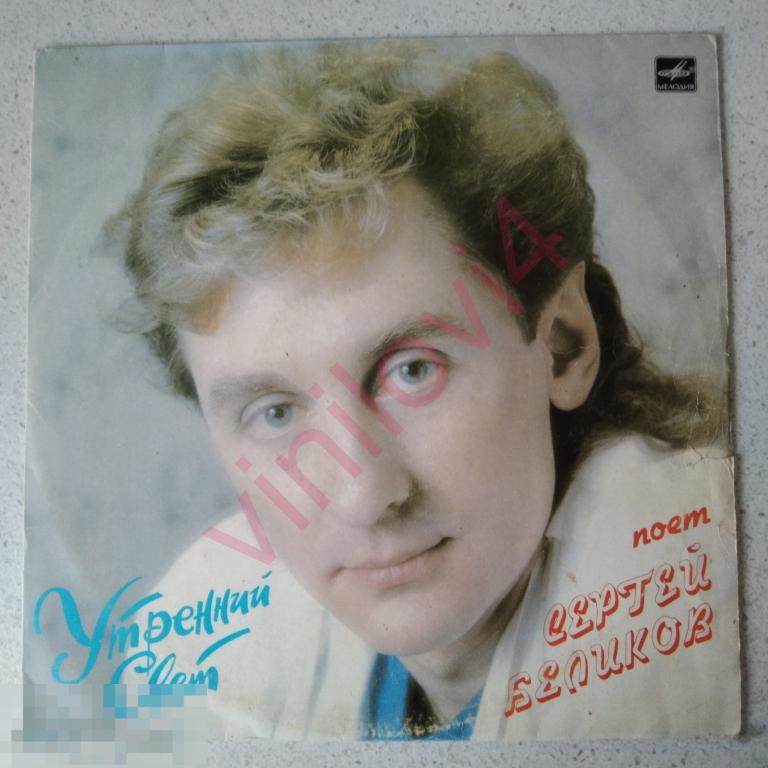 МЕЛОДИЯ
vinilovi4
поет
СЕРГЕЙ
БЕЛИКОВ
Утренний
Свет